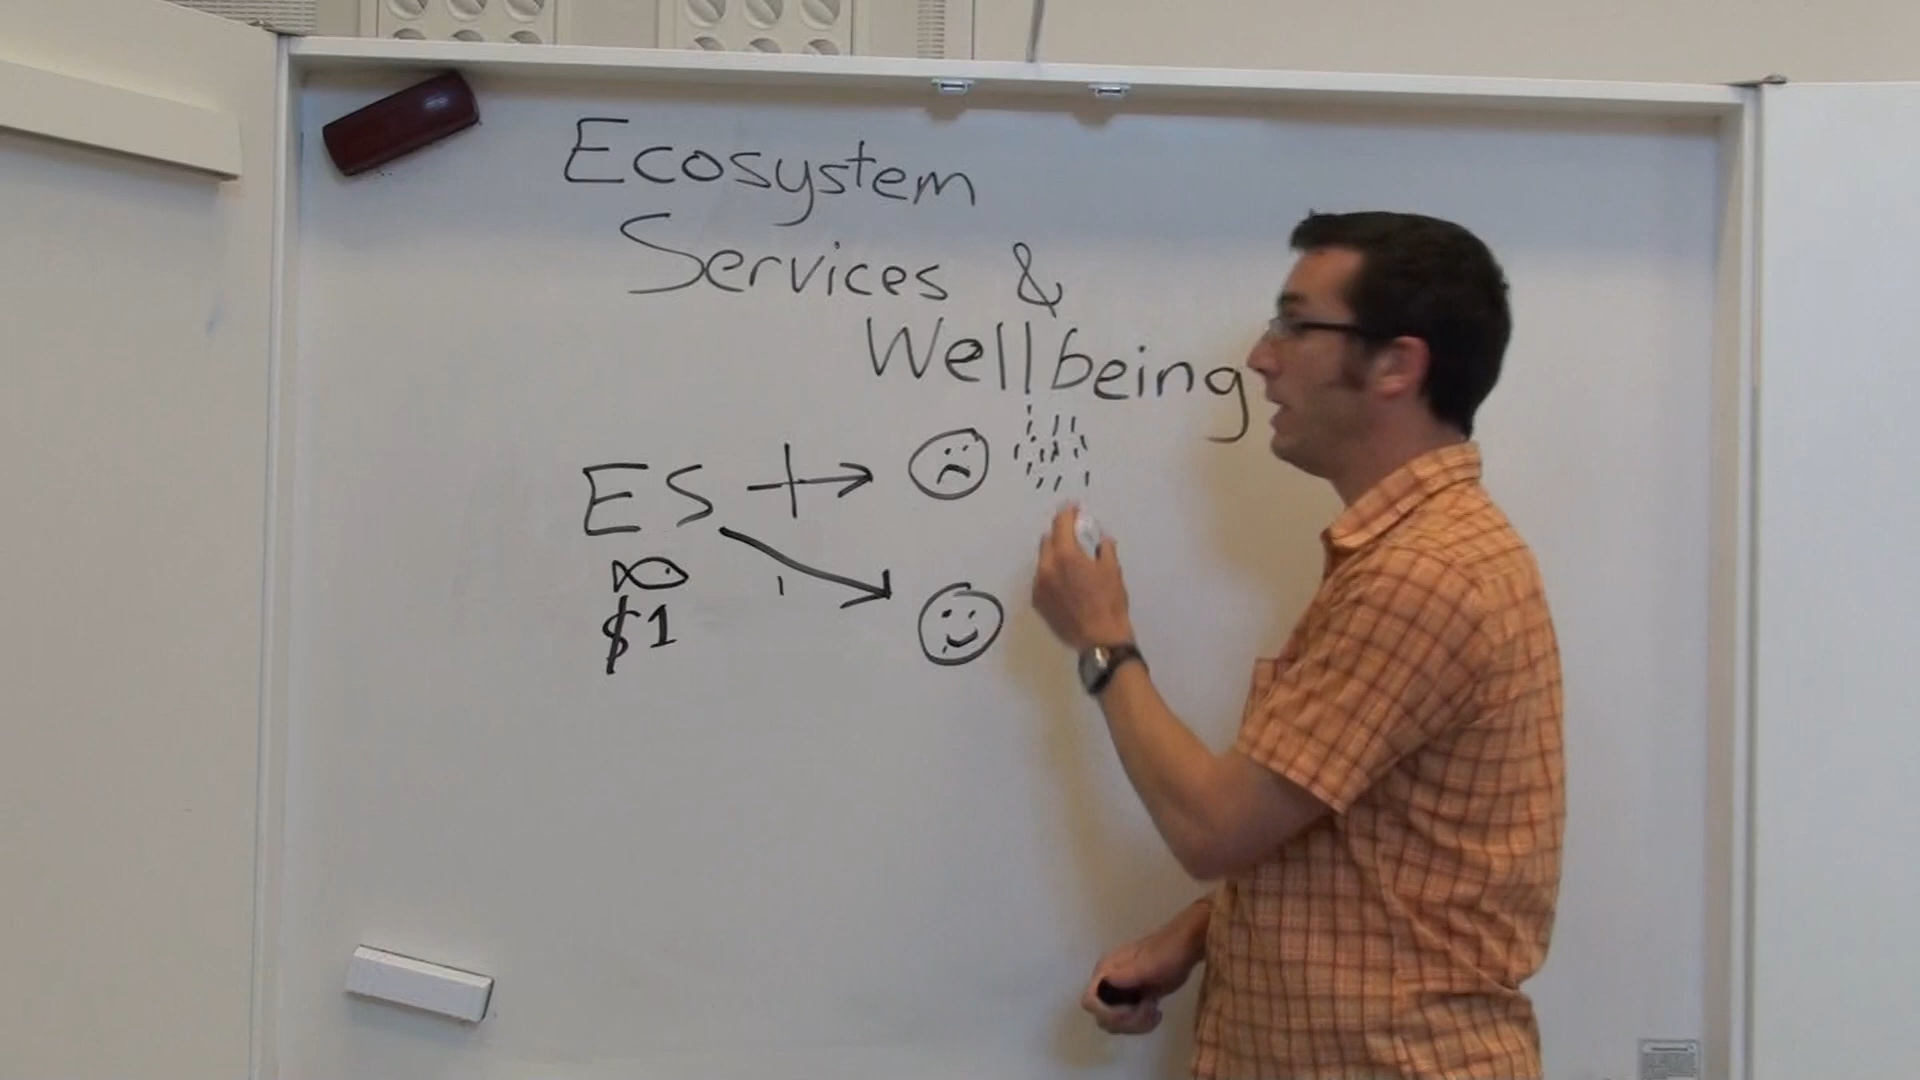 Ecosystem
Services &
Wellbeing
ES
$1